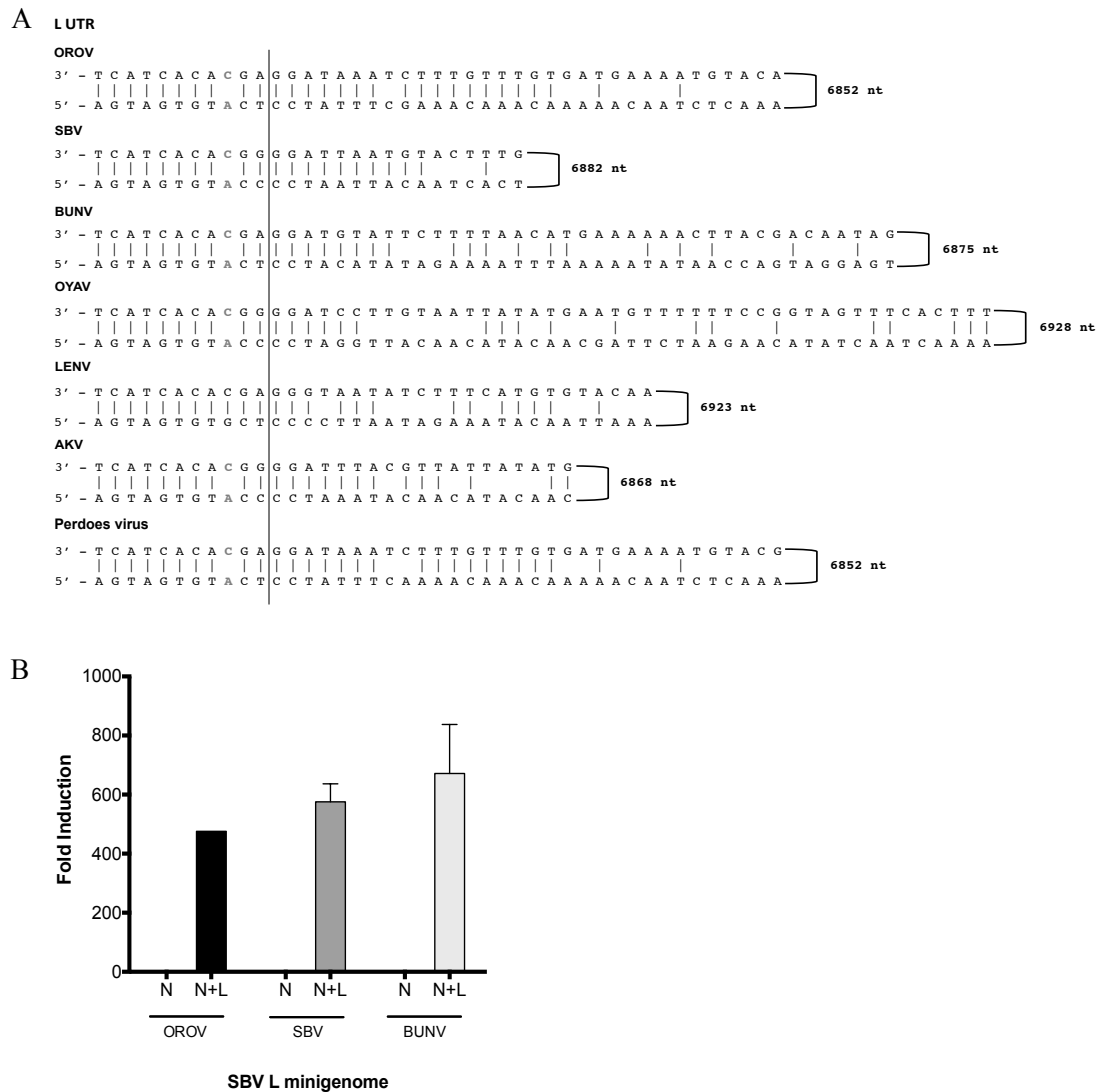 A
L UTR
OROV
3' - T C A T C A C A C G A G G A T A A A T C T T T G T T T G T G A T G A A A A T G T A C A
5' - A G T A G T G T A C T C C T A T T T C G A A A C A A A C A A A A A C A A T C T C A A A
6852 nt
SBV
3' - T C A T C A C A C G G G G A T T A A T G T A C T T T G
5' - A G T A G T G T A C C C C T A A T T A C A A T C A C T
6882 nt
BUNV
3' - T C A T C A C A C G A G G A T G T A T T C T T T T A A C A T G A A A A A A C T T A C G A C A A T A G
5' - A G T A G T G T A C T C C T A C A T A T A G A A A A T T T A A A A A T A T A A C C A G T A G G A G T
6875 nt
OYAV
3' - T C A T C A C A C G G G G A T C C T T G T A A T T A T A T G A A T G T T T T T T C C G G T A G T T T C A C T T T
5' - A G T A G T G T A C C C C T A G G T T A C A A C A T A C A A C G A T T C T A A G A A C A T A T C A A T C A A A A
6928 nt
LENV
3' - T C A T C A C A C G A G G G T A A T A T C T T T C A T G T G T A C A A
5' - A G T A G T G T G C T C C C C T T A A T A G A A A T A C A A T T A A A
6923 nt
AKV
3' - T C A T C A C A C G G G G A T T T A C G T T A T T A T A T G
5' - A G T A G T G T A C C C C T A A A T A C A A C A T A C A A C
6868 nt
Perdoes virus
3' - T C A T C A C A C G A G G A T A A A T C T T T G T T T G T G A T G A A A A T G T A C G
5' - A G T A G T G T A C T C C T A T T T C A A A A C A A A C A A A A A C A A T C T C A A A
6852 nt
B
Fold Induction
1000
800
600
400
200
0
N N+L N N+L N N+L
OROV SBV BUNV
SBV L minigenome